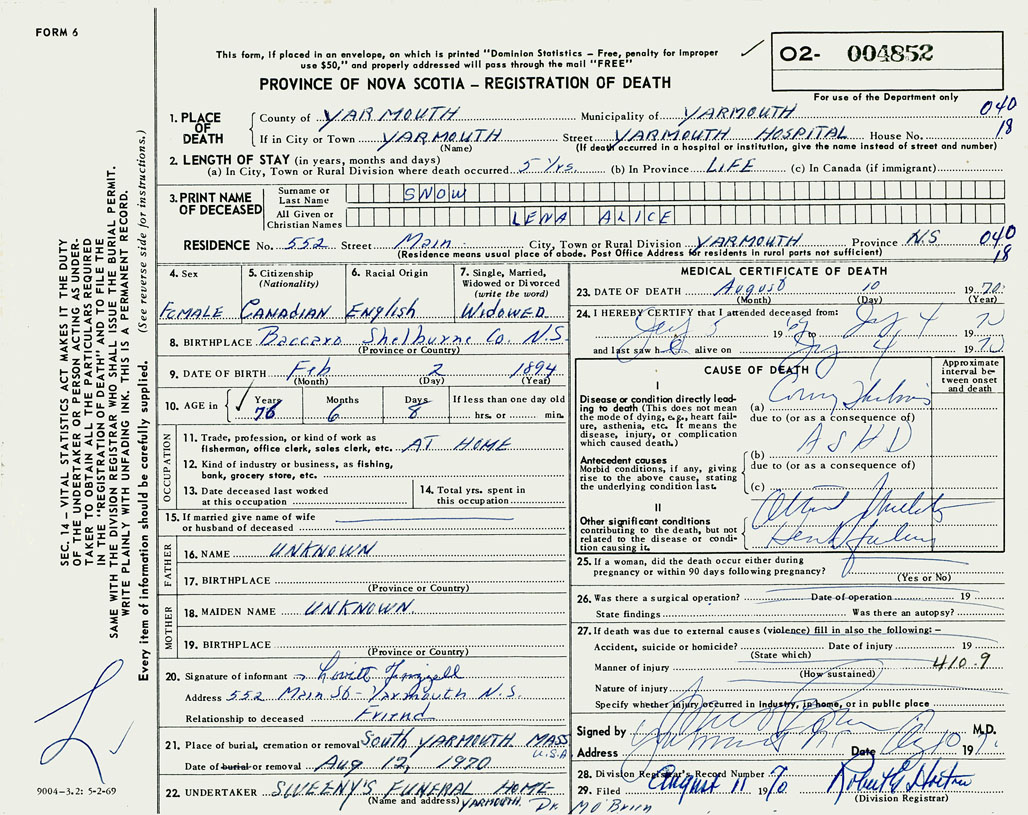 FORM 6
This form, if placed in an envelope, on which is printed "Dominion Statistics – Free, penalty for improper
use $50," and properly addressed will pass through the mail "FREE"
✓
O2- 004852
PROVINCE OF NOVA SCOTIA – REGISTRATION OF DEATH
For use of the Department only
1. PLACE OF DEATH
County of YARMOUTH Municipality of YARMOUTH 040
If in City or Town YARMOUTH Street YARMOUTH HOSPITAL House No. 18
(Name) (If death occurred in a hospital or institution, give the name instead of street and number)
2. LENGTH OF STAY (in years, months and days)
(a) In City, Town or Rural Division where death occurred 5 Yrs. (b) In Province LIFE (c) In Canada (if immigrant)
3. PRINT NAME OF DECEASED
Surname or Last Name SNOW
All Given or Christian Names LENA ALICE
RESIDENCE No. 552 Street Main City, Town or Rural Division YARMOUTH Province N.S 040
(Residence means usual place of abode. Post Office Address for residents in rural parts not sufficient) 18
4. Sex
FEMALE
5. Citizenship
(Nationality)
CANADIAN
6. Racial Origin
English
7. Single, Married,
Widowed or Divorced
(write the word)
WIDOWED
8. BIRTHPLACE Baccaro Shelburne Co. N.S.
(Province or Country)
9. DATE OF BIRTH Feb 2 1894
(Month) (Day) (Year)
10. AGE in ✓ Years 76 Months 6 Days 8 If less than one day old
hrs. or min.
OCCUPATION
11. Trade, profession, or kind of work as
fisherman, office clerk, sales clerk, etc. AT HOME
12. Kind of industry or business, as fishing,
bank, grocery store, etc.
13. Date deceased last worked
at this occupation
14. Total yrs. spent in
this occupation
15. If married give name of wife
or husband of deceased
FATHER
16. NAME UNKNOWN
17. BIRTHPLACE
(Province or Country)
MOTHER
18. MAIDEN NAME UNKNOWN
19. BIRTHPLACE
(Province or Country)
20. Signature of informant
Address 552 Main St - Yarmouth N.S.
Relationship to deceased Friend
21. Place of burial, cremation or removal South YARMOUTH MASS
U.S.A
Date of burial or removal Aug 12, 1970
22. UNDERTAKER SWEENY'S FUNERAL HOME
(Name and address) YARMOUTH. Dr. MO'Brien
MEDICAL CERTIFICATE OF DEATH
23. DATE OF DEATH August 10 1970
(Month) (Day) (Year)
24. I HEREBY CERTIFY that I attended deceased from:
19 to 70
and last saw h alive on 4 1970
CAUSE OF DEATH
Approximate
interval be-
tween onset
and death
I
Disease or condition directly lead-
ing to death (This does not mean
the mode of dying, e.g., heart fail-
ure, asthenia, etc. It means the
disease, injury, or complication
which caused death.)
(a)
due to (or as a consequence of)
ASHD
Antecedent causes
Morbid conditions, if any, giving
rise to the above cause, stating
the underlying condition last.
(b)
due to (or as a consequence of)
(c)
II
Other significant conditions
contributing to the death, but not
related to the disease or condi-
tion causing it.
25. If a woman, did the death occur either during
pregnancy or within 90 days following pregnancy?
(Yes or No)
26. Was there a surgical operation? Date of operation 19
State findings Was there an autopsy?
27. If death was due to external causes (violence) fill in also the following: –
Accident, suicide or homicide? Date of injury 19
(State which)
Manner of injury 410.9
(How sustained)
Nature of injury
Specify whether injury occurred in Industry, in home, or in public place
Signed by M.D.
Address Date 10 19
28. Division Registrar's Record Number
29. Filed August 11 1970
(Division Registrar)
SEC. 14 – VITAL STATISTICS ACT MAKES IT THE DUTY
OF THE UNDERTAKER OR PERSON ACTING AS UNDER-
TAKER TO OBTAIN ALL THE PARTICULARS REQUIRED
IN THE "REGISTRATION OF DEATH" AND TO FILE THE
SAME WITH THE DIVISION REGISTRAR WHO SHALL ISSUE THE BURIAL PERMIT.
WRITE PLAINLY WITH UNFADING INK. THIS IS A PERMANENT RECORD.
Every item of information should be carefully supplied. (See reverse side for instructions.)
9004-3.2: 5-2-69